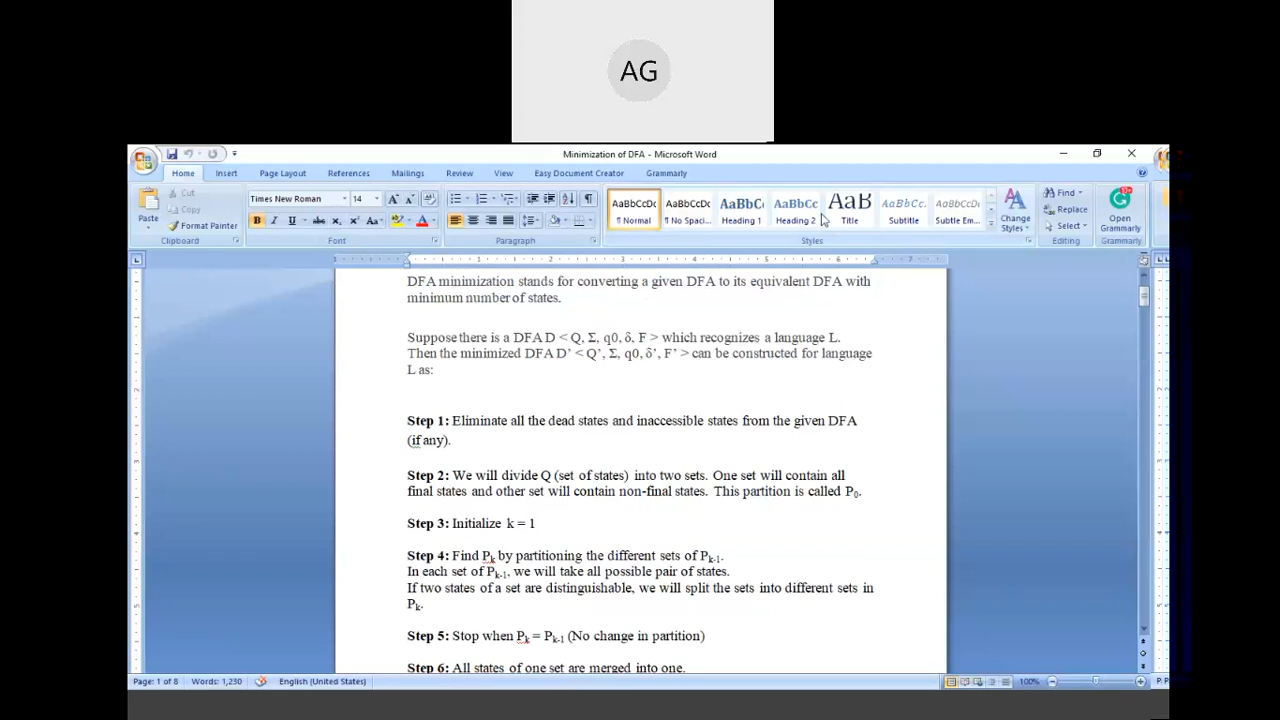 AG
Minimization of DFA - Microsoft Word
Home Insert Page Layout References Mailings Review View Easy Document Creator Grammarly
Paste
Cut
Copy
Format Painter
Clipboard
Times New Roman 14
Font
Paragraph
AaBbCcDc AaBbCcDc AaBbC AaBbCc AaB AaBbCc. AaBbCcDc
¶ Normal ¶ No Spaci... Heading 1 Heading 2 Title Subtitle Subtle Em...
Styles
Change Styles
Find
Replace
Select
Editing
Open Grammarly
Grammarly
DFA minimization stands for converting a given DFA to its equivalent DFA with
minimum number of states.
Suppose there is a DFA D < Q, Σ, q0, δ, F > which recognizes a language L.
Then the minimized DFA D’ < Q’, Σ, q0, δ’, F’ > can be constructed for language
L as:
Step 1: Eliminate all the dead states and inaccessible states from the given DFA
(if any).
Step 2: We will divide Q (set of states) into two sets. One set will contain all
final states and other set will contain non-final states. This partition is called P0.
Step 3: Initialize k = 1
Step 4: Find Pk by partitioning the different sets of Pk-1.
In each set of Pk-1, we will take all possible pair of states.
If two states of a set are distinguishable, we will split the sets into different sets in
Pk.
Step 5: Stop when Pk = Pk-1 (No change in partition)
Step 6: All states of one set are merged into one.
Page: 1 of 8 Words: 1,230 English (United States) 100%